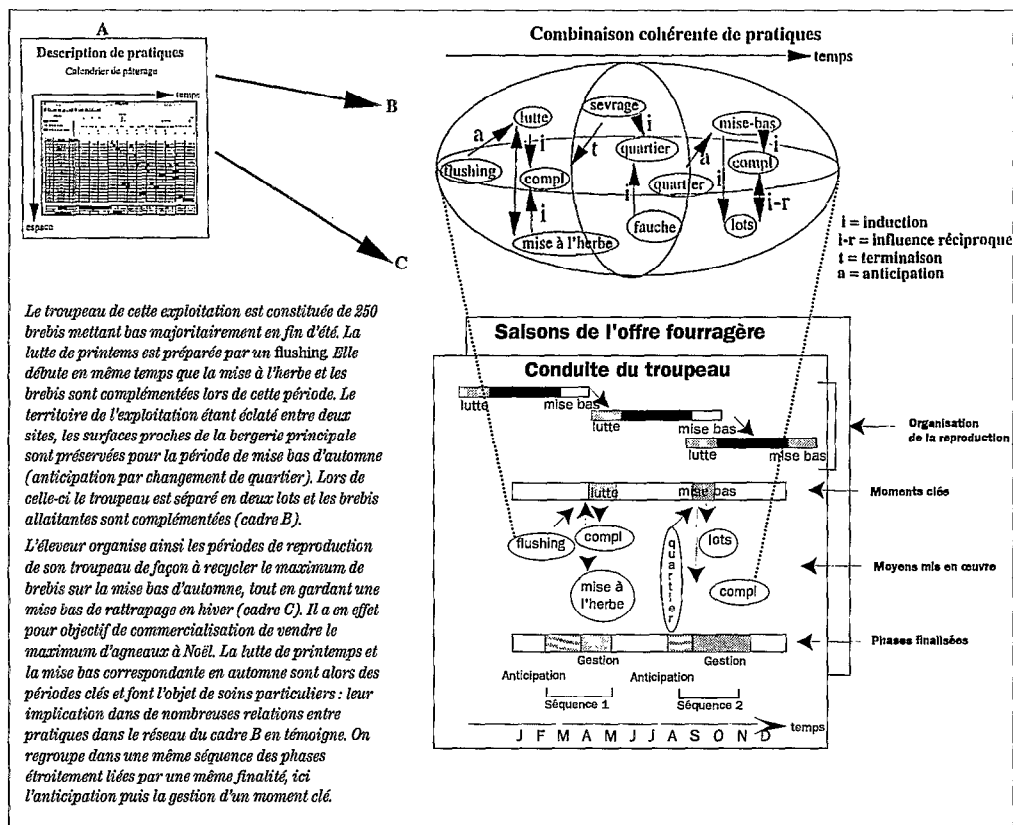 A
Description de pratiques
Calendrier de pâturage
temps
espace
B
C
Combinaison cohérente de pratiques
temps
lutte
sevrage
mise-bas
a
i
i
i
quartier
a
t
flushing
compl
compl
quartier
i
i
i
i-r
mise à l'herbe
fauche
lots
i = induction
i-r = influence réciproque
t = terminaison
a = anticipation
Le troupeau de cette exploitation est constituée de 250
brebis mettant bas majoritairement en fin d'été. La
lutte de printemps est préparée par un flushing. Elle
débute en même temps que la mise à l'herbe et les
brebis sont complémentées lors de cette période. Le
territoire de l'exploitation étant éclaté entre deux
sites, les surfaces proches de la bergerie principale
sont préservées pour la période de mise bas d'automne
(anticipation par changement de quartier). Lors de
celle-ci le troupeau est séparé en deux lots et les brebis
allaitantes sont complémentées (cadre B).
L'éleveur organise ainsi les périodes de reproduction
de son troupeau de façon à recycler le maximum de
brebis sur la mise bas d'automne, tout en gardant une
mise bas de rattrapage en hiver (cadre C). Il a en effet
pour objectif de commercialisation de vendre le
maximum d'agneaux à Noël. La lutte de printemps et
la mise bas correspondante en automne sont alors des
périodes clés et font l'objet de soins particuliers : leur
implication dans de nombreuses relations entre
pratiques dans le réseau du cadre B en témoigne. On
regroupe dans une même séquence des phases
étroitement liées par une même finalité, ici
l'anticipation puis la gestion d'un moment clé.
Saisons de l'offre fourragère
Conduite du troupeau
lutte mise bas
lutte mise bas
lutte mise bas
Organisation
de la reproduction
lutte mise bas
Moments clés
flushing
compl
quartier
lots
mise à
l'herbe
compl
Moyens mis en œuvre
Phases finalisées
Gestion Gestion
Anticipation Anticipation
Séquence 1 Séquence 2
temps
J F M A M J J A S O N D